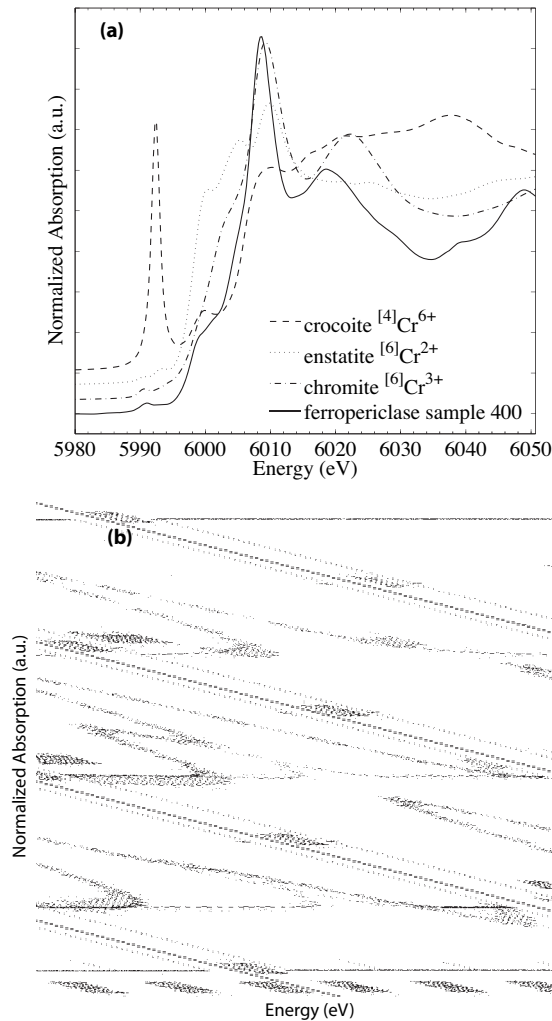 (a)
Normalized Absorption (a.u.)
crocoite [4]Cr6+
enstatite [6]Cr2+
chromite [6]Cr3+
ferropericlase sample 400
5980 5990 6000 6010 6020 6030 6040 6050
Energy (eV)
(b)
Normalized Absorption (a.u.)
Energy (eV)